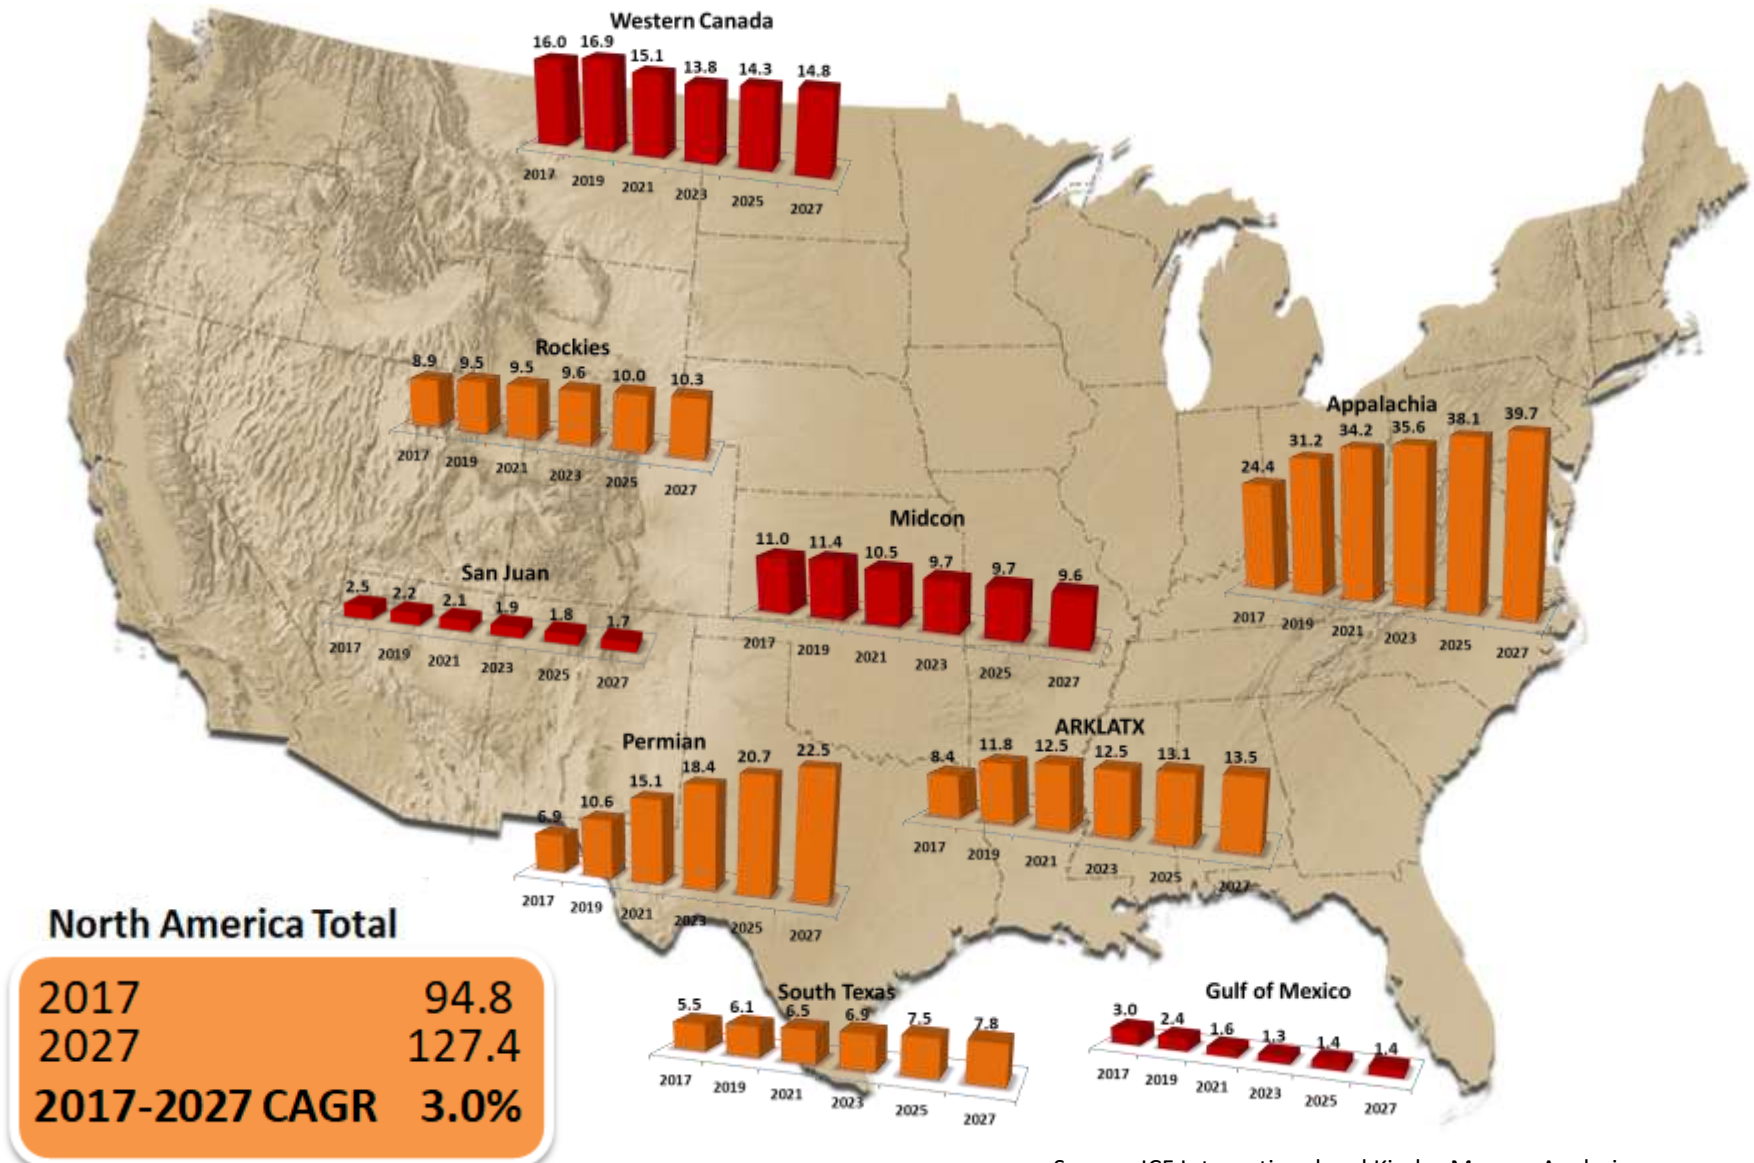 Western Canada
16.0 16.9 15.1 13.8 14.3 14.8
2017 2019 2021 2023 2025 2027
Rockies
8.9 9.5 9.5 9.6 10.0 10.3
2017 2019 2021 2023 2025 2027
Appalachia
24.4 31.2 34.2 35.6 38.1 39.7
2017 2019 2021 2023 2025 2027
Midcon
11.0 11.4 10.5 9.7 9.7 9.6
2017 2019 2021 2023 2025 2027
San Juan
2.5 2.2 2.1 1.9 1.8 1.7
2017 2019 2021 2023 2025 2027
Permian
6.9 10.6 15.1 18.4 20.7 22.5
2017 2019 2021 2023 2025 2027
ARKLATX
8.4 11.8 12.5 12.5 13.1 13.5
2017 2019 2021 2023 2025 2027
South Texas
5.5 6.1 6.5 6.9 7.5 7.8
2017 2019 2021 2023 2025 2027
Gulf of Mexico
3.0 2.4 1.6 1.3 1.4 1.4
2017 2019 2021 2023 2025 2027
North America Total
2017 94.8
2027 127.4
2017-2027 CAGR 3.0%